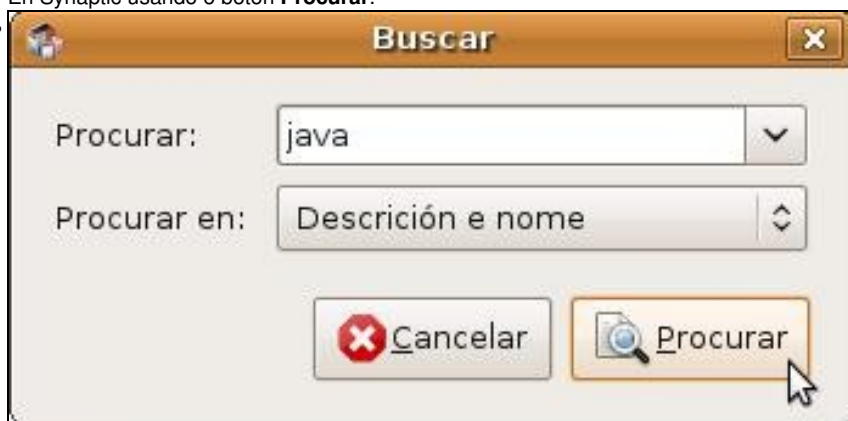 En Synaptic usando o botón Procurar:
Buscar
Procurar: java
Procurar en: Descrición e nome
Cancelar Procurar